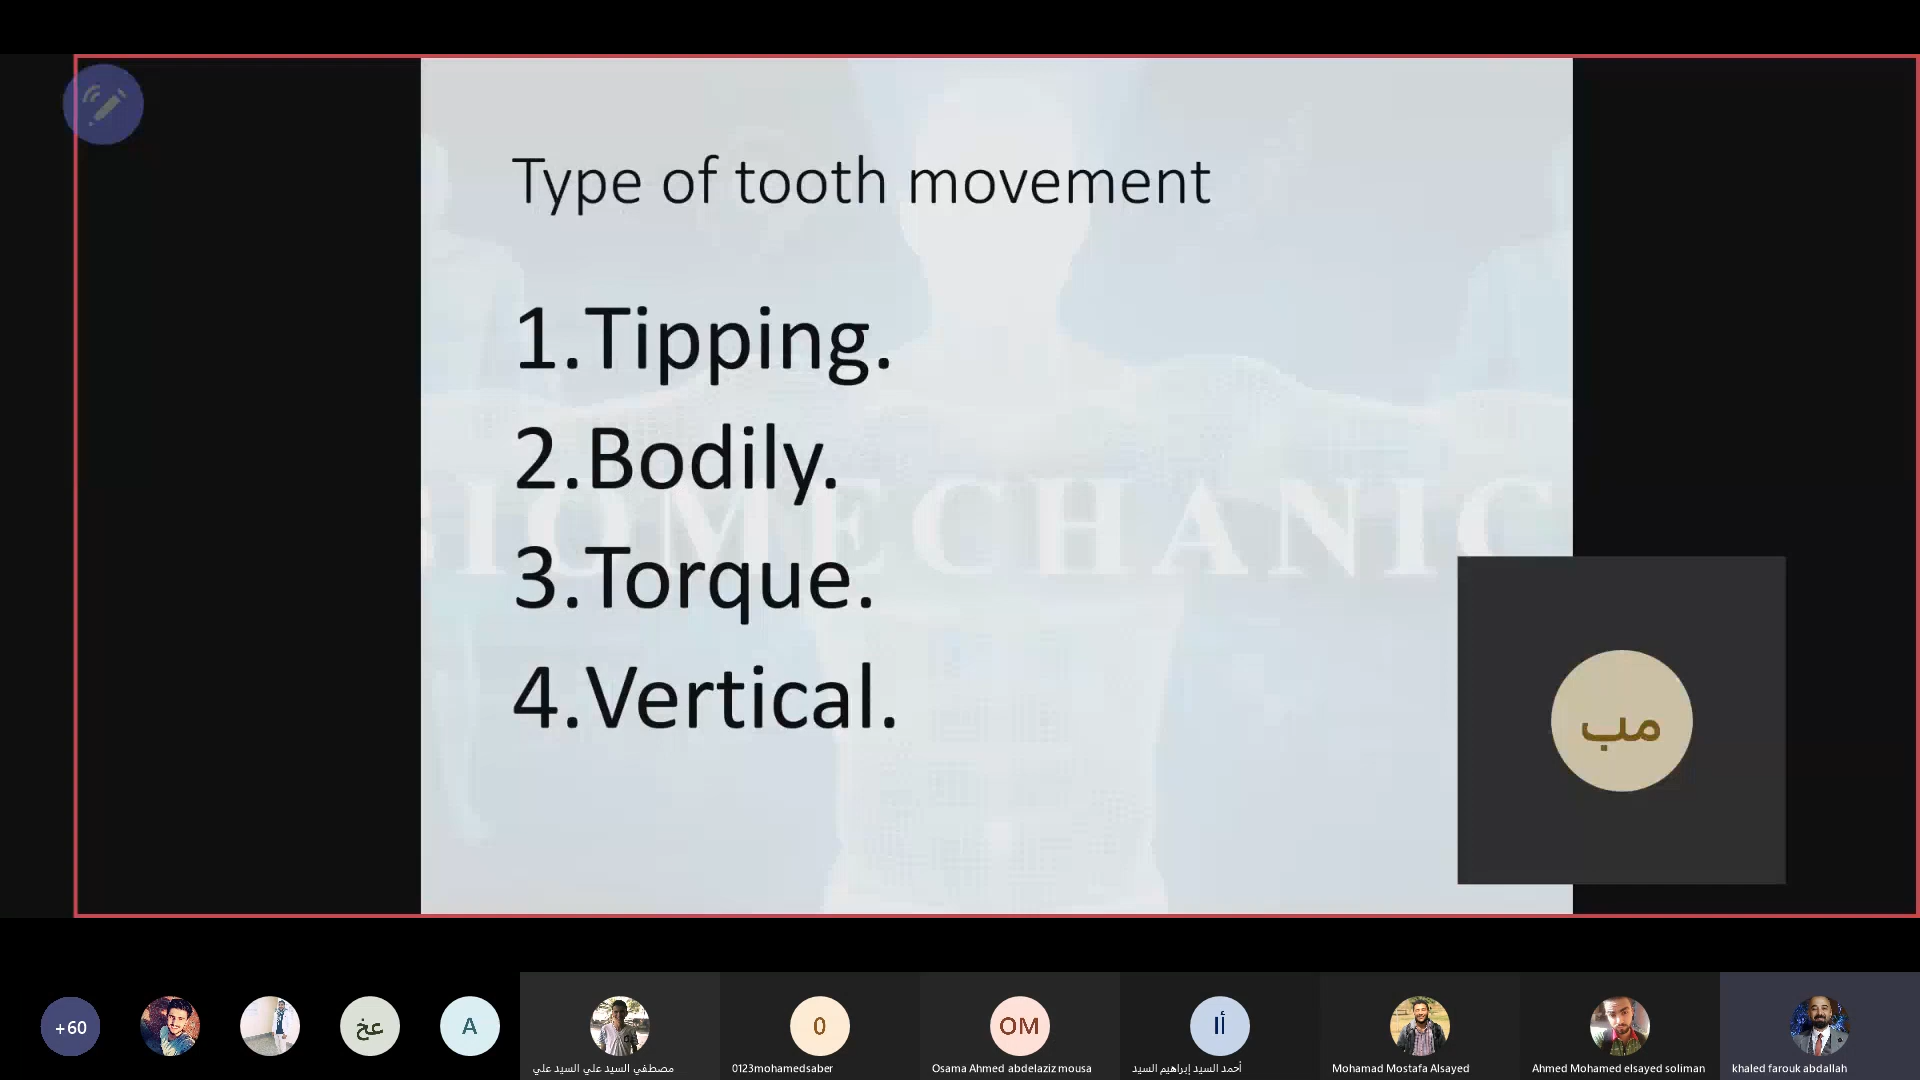 Type of tooth movement
1.Tipping.
2.Bodily.
3.Torque.
4.Vertical.
BIOMECHANIC
مب
+60
عخ
A
0
OM
أا
مصطفي السيد علي السيد علي
0123mohamedsaber
Osama Ahmed abdelaziz mousa
أحمد السيد إبراهيم السيد
Mohamad Mostafa Alsayed
Ahmed Mohamed elsayed soliman
khaled farouk abdallah